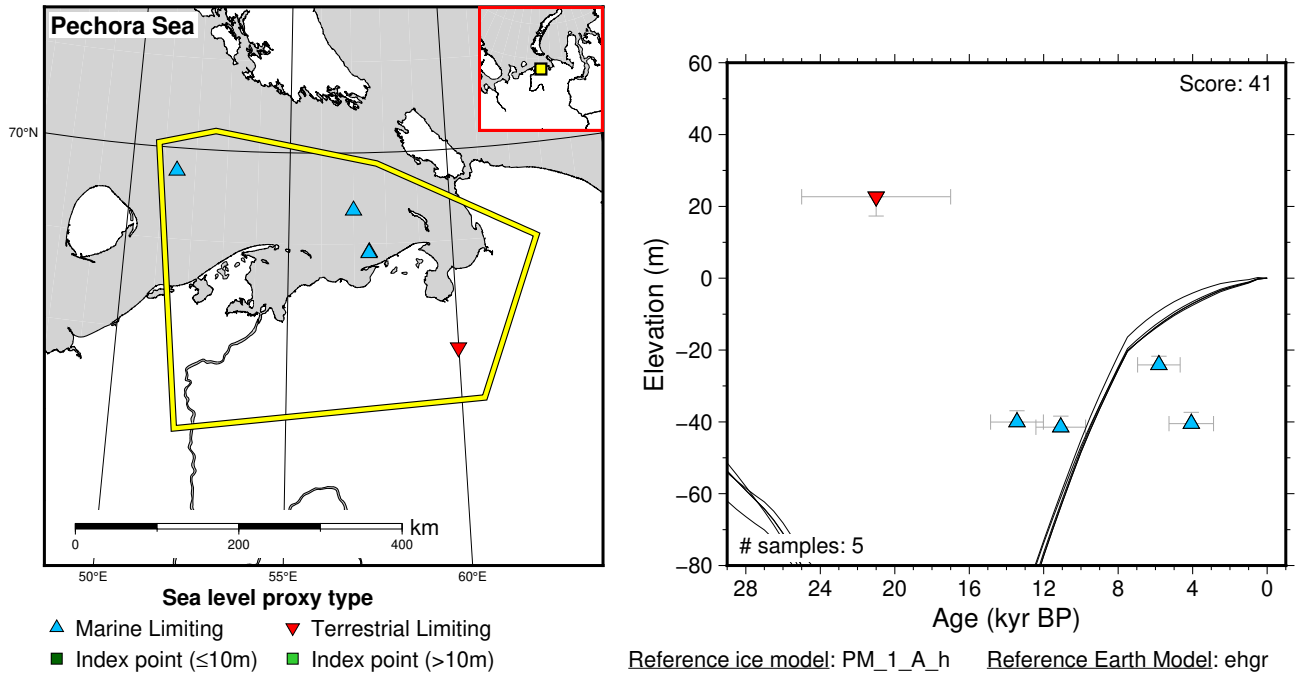 Pechora Sea
70°N
km
0 200 400
50°E 55°E 60°E
Sea level proxy type
Marine Limiting Terrestrial Limiting
Index point (≤10m) Index point (>10m)
Score: 41
60
40
20
0
−20
−40
−60
−80
Elevation (m)
# samples: 5
28 24 20 16 12 8 4 0
Age (kyr BP)
Reference ice model: PM_1_A_h Reference Earth Model: ehgr